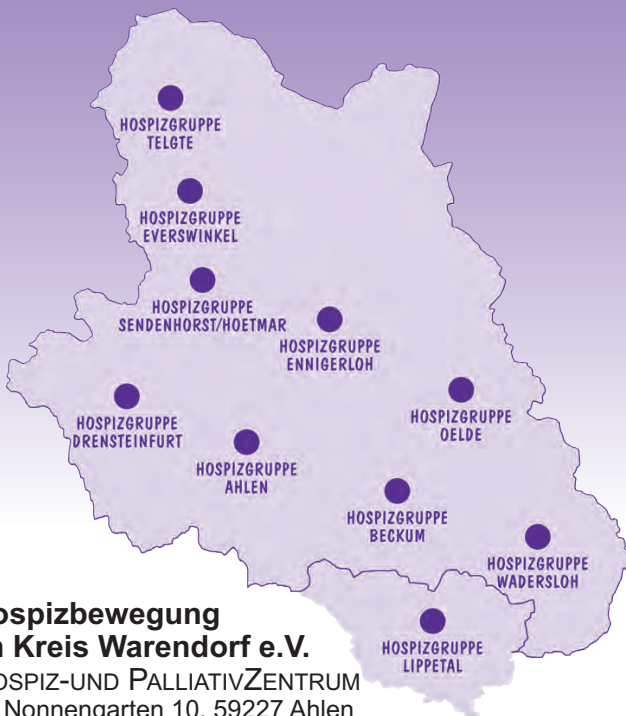 HOSPIZGRUPPE
TELGTE
HOSPIZGRUPPE
EVERSWINKEL
HOSPIZGRUPPE
SENDENHORST/HOETMAR
HOSPIZGRUPPE
ENNIGERLOH
HOSPIZGRUPPE
DRENSTEINFURT
HOSPIZGRUPPE
OELDE
HOSPIZGRUPPE
AHLEN
HOSPIZGRUPPE
BECKUM
HOSPIZGRUPPE
WADERSLOH
HOSPIZGRUPPE
LIPPETAL
ospizbewegung
Kreis Warendorf e.V.
OSPIZ-UND PALLIATIVZENTRUM
Nonnengarten 10, 59227 Ahlen